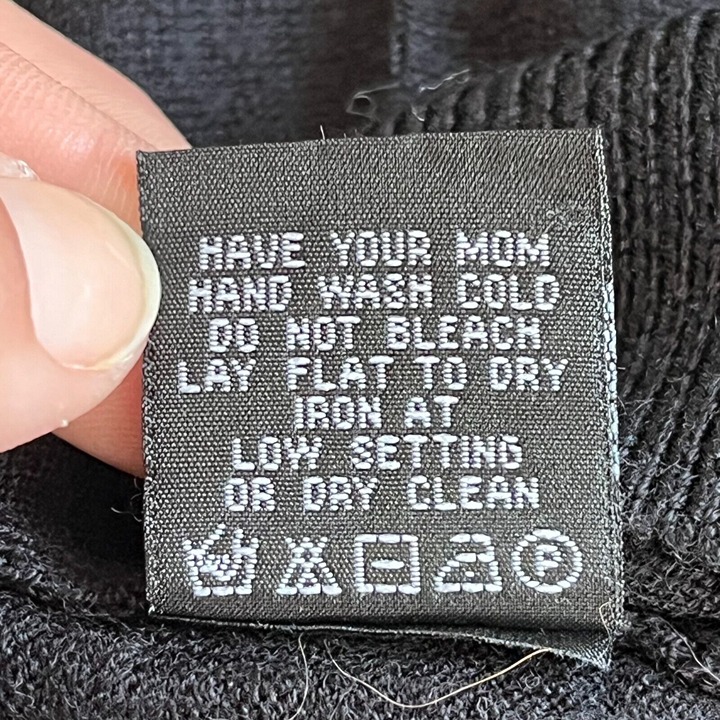 HAVE YOUR MOM
HAND WASH COLD
DO NOT BLEACH
LAY FLAT TO DRY
IRON AT
LOW SETTING
OR DRY CLEAN
P